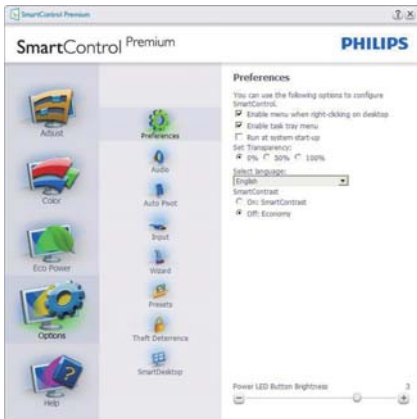 SmartControl Premium
SmartControl Premium
PHILIPS
Adjust
Color
Eco Power
Options
Help
Preferences
Audio
Auto Pivot
Input
Wizard
Presets
Theft Deterrence
SmartDesktop
Preferences
You can use the following options to configure
SmartControl.
Enable menu when right-clicking on desktop
Enable task tray menu
Run at system start-up
Set Transparency:
0% 50% 100%
Select language:
English
SmartContrast
On: SmartContrast
Off: Economy
Power LED Button Brightness 3